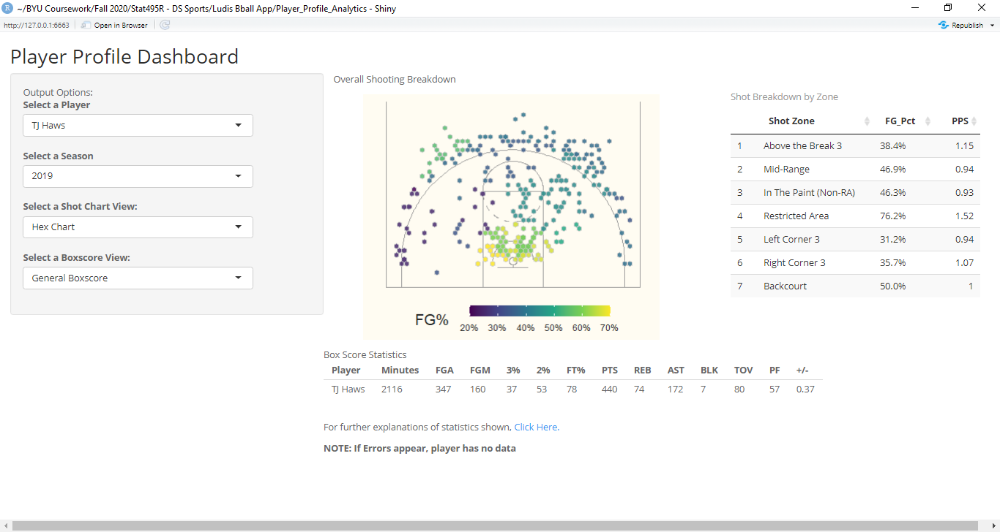 ~/BYU Coursework/Fall 2020/Stat495R - DS Sports/Ludis Bball App/Player_Profile_Analytics - Shiny
http://127.0.0.1:6663 Open in Browser Republish
Player Profile Dashboard
Output Options:
Select a Player
TJ Haws
Select a Season
2019
Select a Shot Chart View:
Hex Chart
Select a Boxscore View:
General Boxscore
Overall Shooting Breakdown
FG%
20% 30% 40% 50% 60% 70%
Shot Breakdown by Zone
Shot Zone FG_Pct PPS
1 Above the Break 3 38.4% 1.15
2 Mid-Range 46.9% 0.94
3 In The Paint (Non-RA) 46.3% 0.93
4 Restricted Area 76.2% 1.52
5 Left Corner 3 31.2% 0.94
6 Right Corner 3 35.7% 1.07
7 Backcourt 50.0% 1
Box Score Statistics
Player Minutes FGA FGM 3% 2% FT% PTS REB AST BLK TOV PF +/-
TJ Haws 2116 347 160 37 53 78 440 74 172 7 80 57 0.37
For further explanations of statistics shown, Click Here.
NOTE: If Errors appear, player has no data